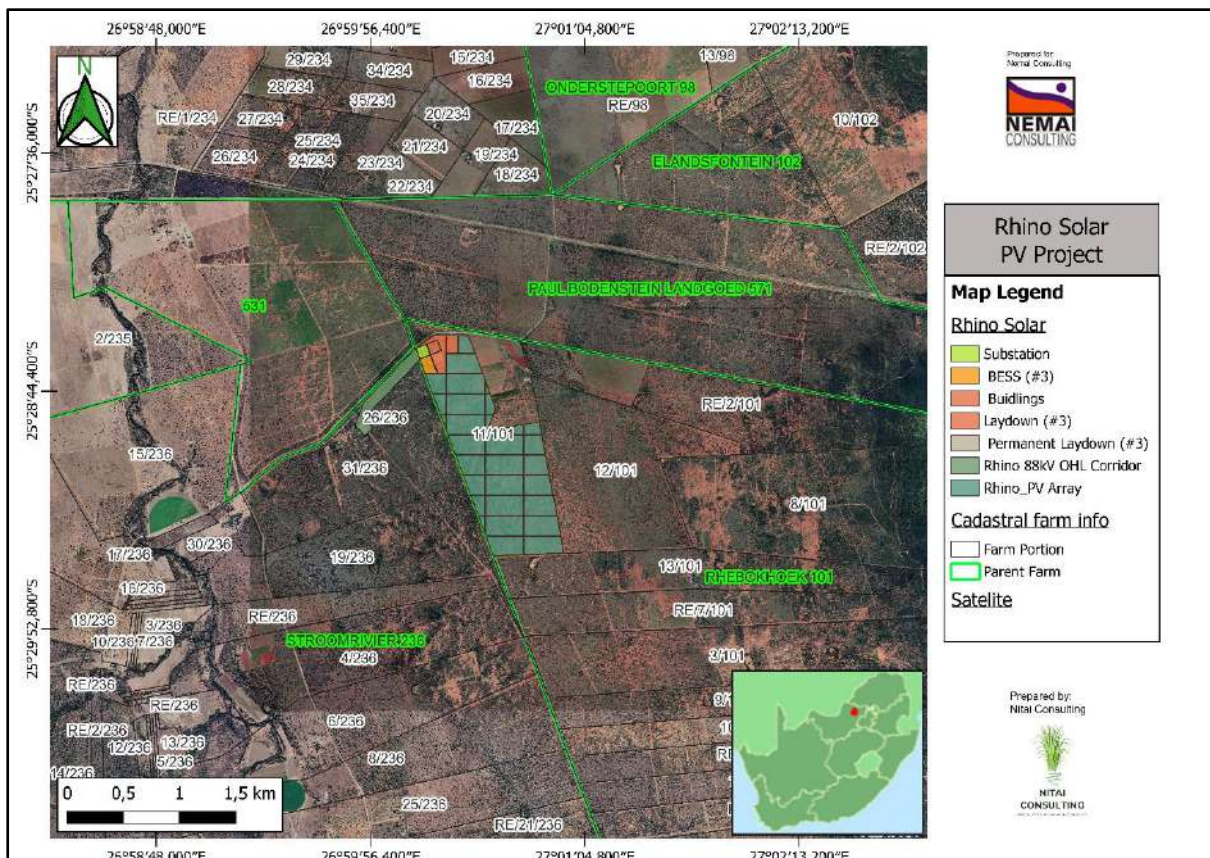 26°58'48,000"E
26°59'56,400"E
27°01'04,800"E
27°02'13,200"E
25°27'36,000"S
25°28'44,400"S
25°29'52,800"S
N
29/234
34/234
15/234
16/234
13/98
ONDERSTEPOORT 98
RE/98
28/234
35/234
RE/1/234
27/234
20/234
17/234
10/102
25/234
21/234
19/234
26/234
24/234
23/234
18/234
22/234
ELANDSFONTEIN 102
RE/2/102
PAUL BODENSTEIN LANDGOED 571
531
2/235
26/236
RE/2/101
11/101
15/236
31/236
12/101
8/101
30/236
17/236
19/236
13/101
RHEBOKHOEK 101
16/236
RE/236
RE/7/101
18/236
3/236
10/236
7/236
STROOMRIVIER 236
4/236
3/101
RE/236
RE/236
RE/2/236
6/236
12/236
13/236
5/236
8/236
14/236
25/236
RE/21/236
0 0,5 1 1,5 km
26°58'48,000"E
26°59'56,400"E
27°01'04,800"E
27°02'13,200"E
Prepared for:
Nemai Consulting
NEMAI
CONSULTING
Rhino Solar
PV Project
Map Legend
Rhino Solar
Substation
BESS (#3)
Buidlings
Laydown (#3)
Permanent Laydown (#3)
Rhino 88kV OHL Corridor
Rhino_PV Array
Cadastral farm info
Farm Portion
Parent Farm
Satelite
Prepared by:
Nitai Consulting
NITAI
CONSULTING